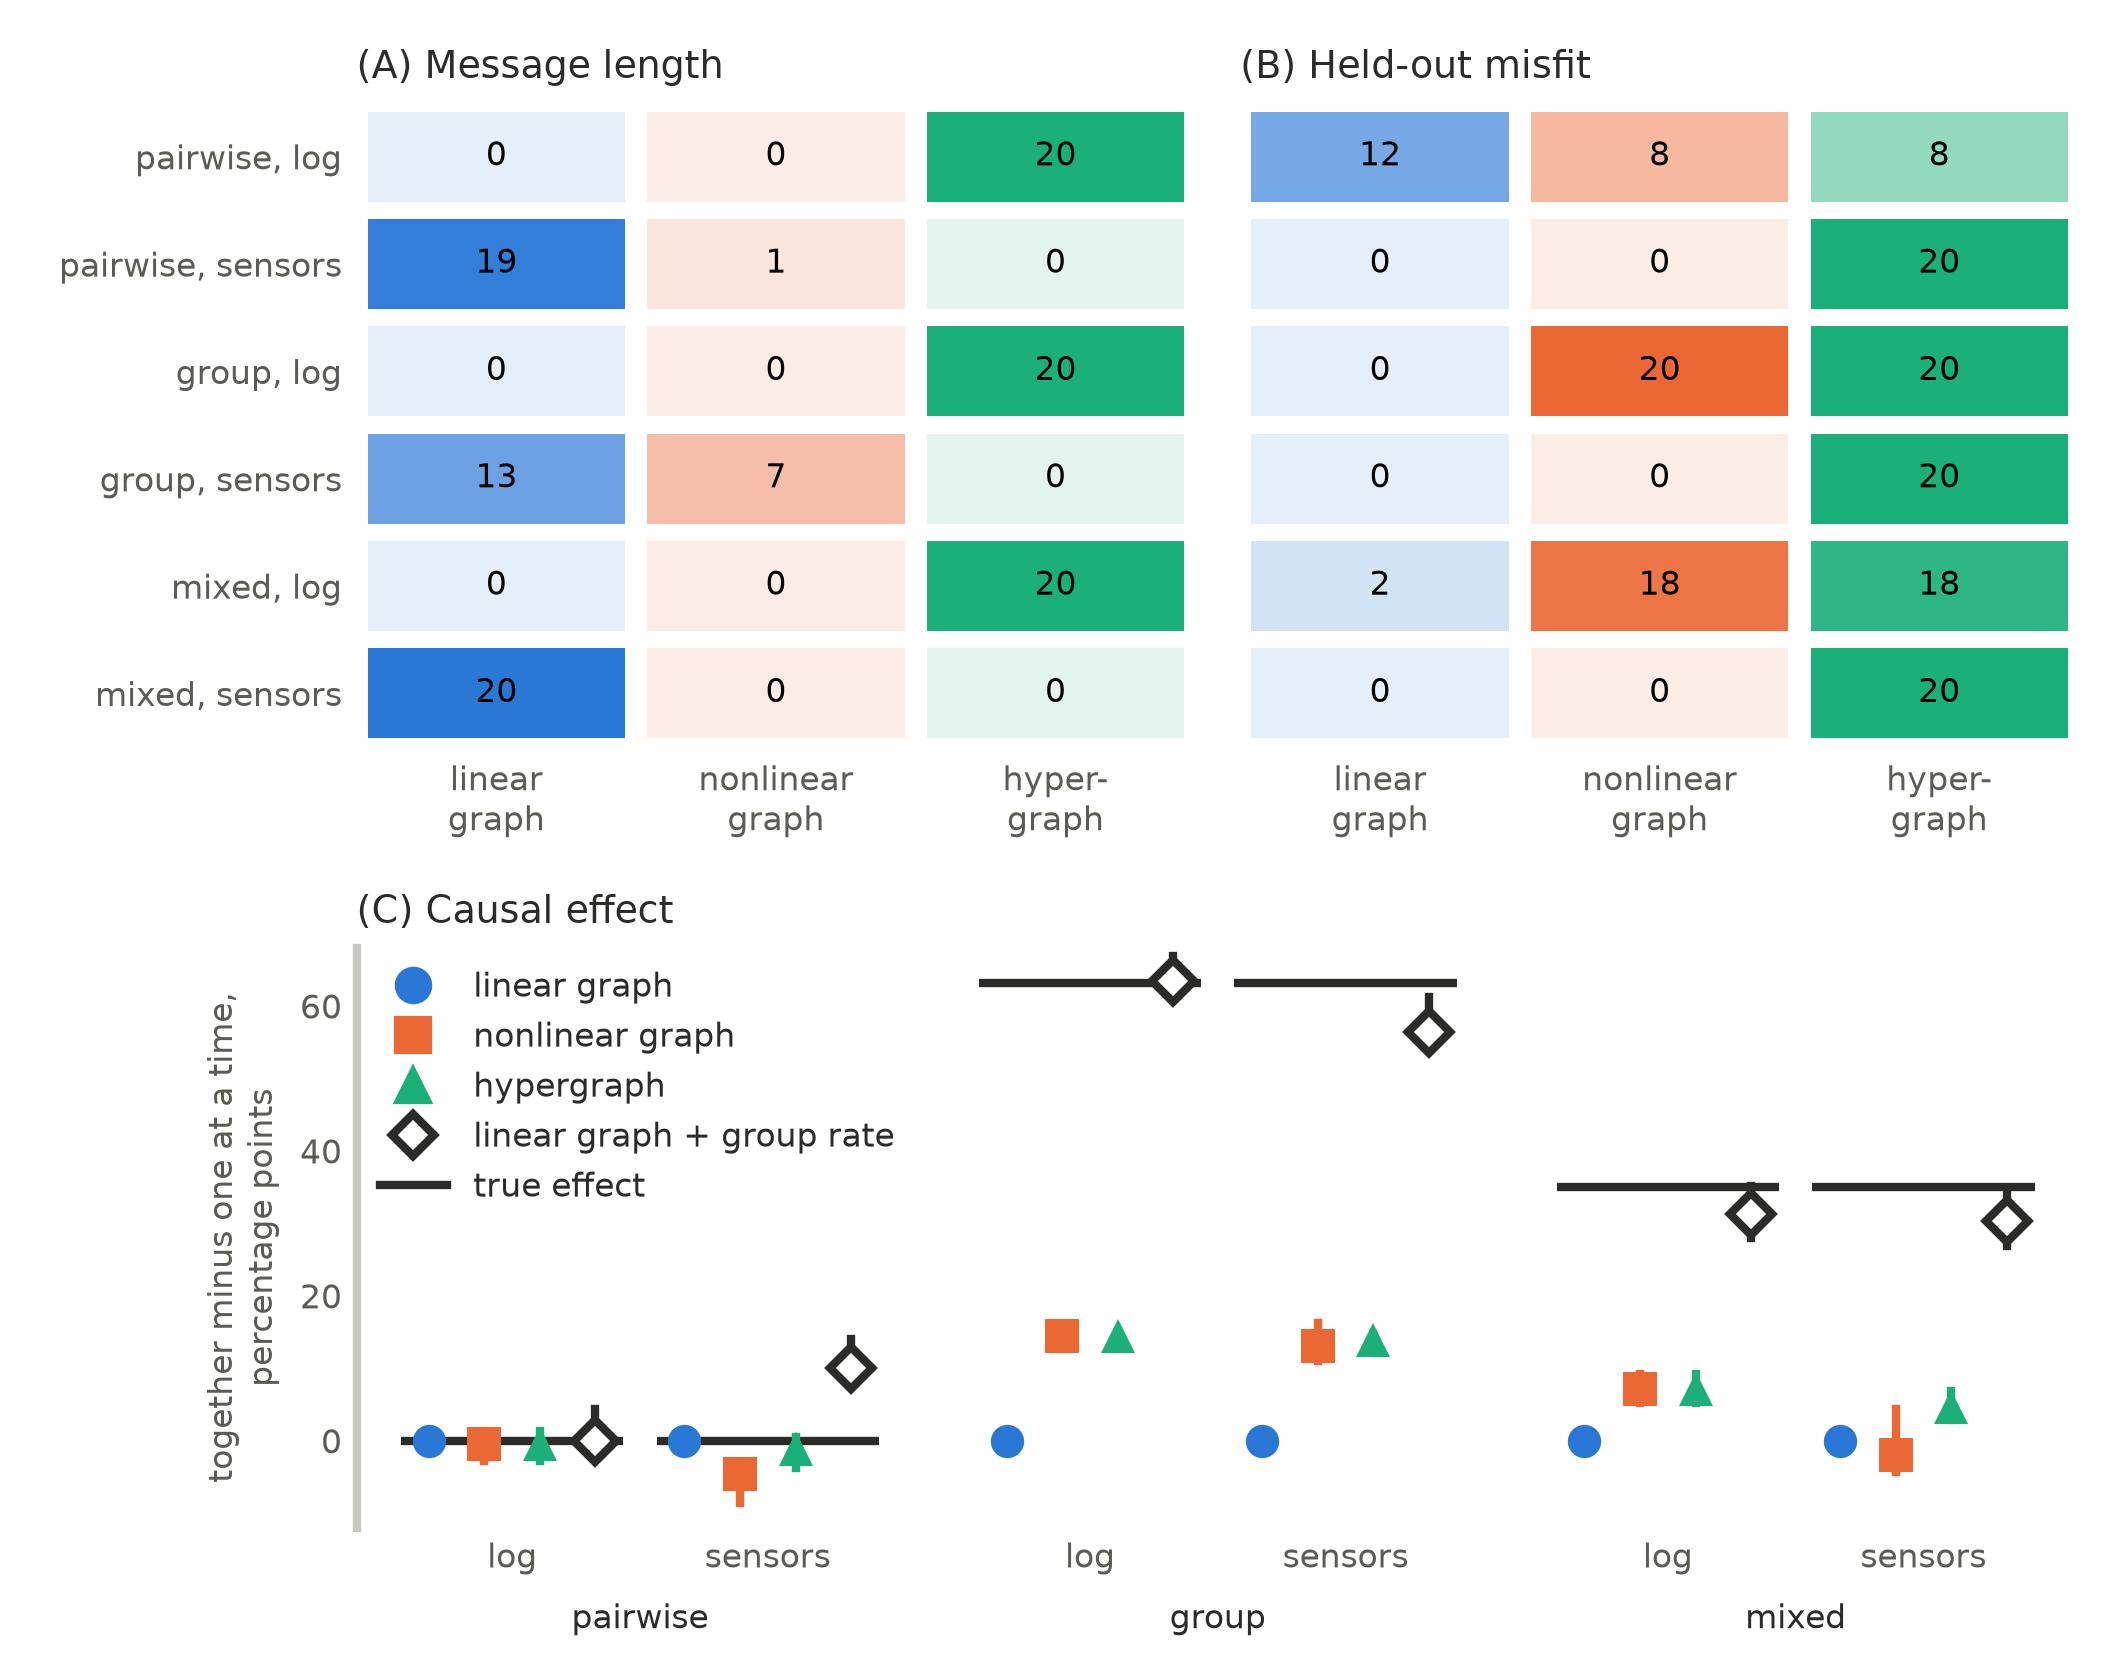 (A) Message length
(B) Held-out misfit
pairwise, log 0 0 20 12 8 8
pairwise, sensors 19 1 0 0 0 20
group, log 0 0 20 0 20 20
group, sensors 13 7 0 0 0 20
mixed, log 0 0 20 2 18 18
mixed, sensors 20 0 0 0 0 20
linear nonlinear hyper- linear nonlinear hyper-
graph graph graph graph graph graph
(C) Causal effect
together minus one at a time,
percentage points
60
40
20
0
linear graph
nonlinear graph
hypergraph
linear graph + group rate
true effect
log sensors log sensors log sensors
pairwise group mixed